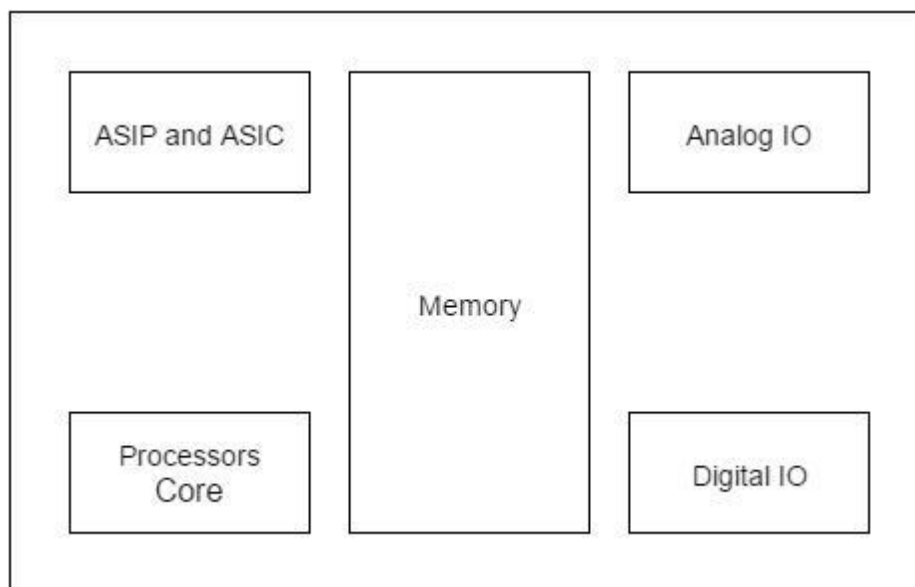 ASIP and ASIC
Analog IO
Memory
Processors
Core
Digital IO